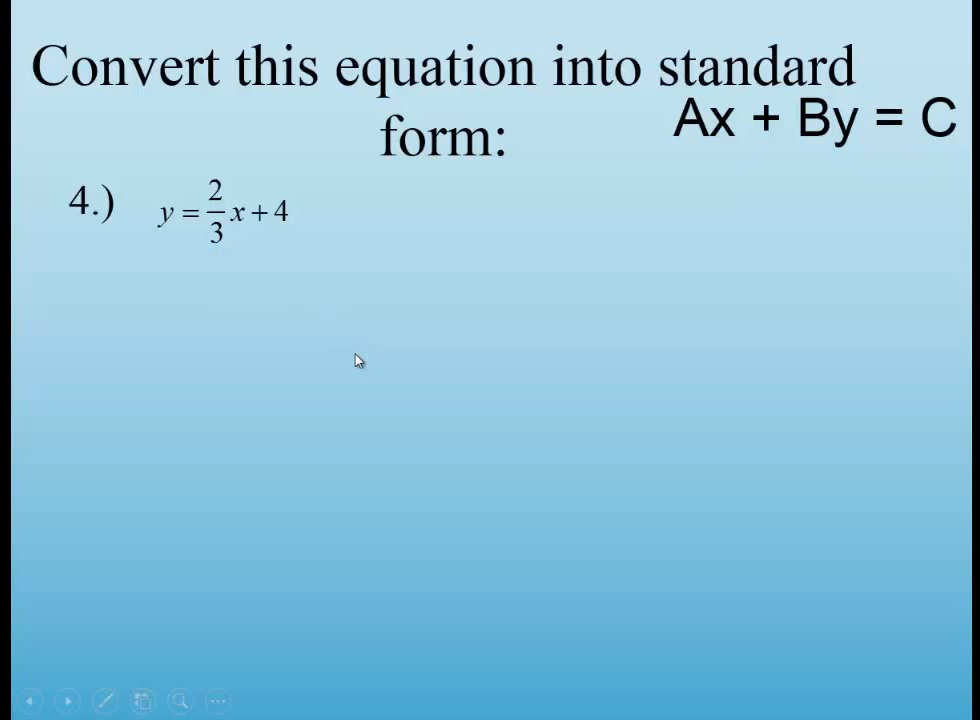 Convert this equation into standard
form:
Ax + By = C
4.) y = 2/3 x + 4